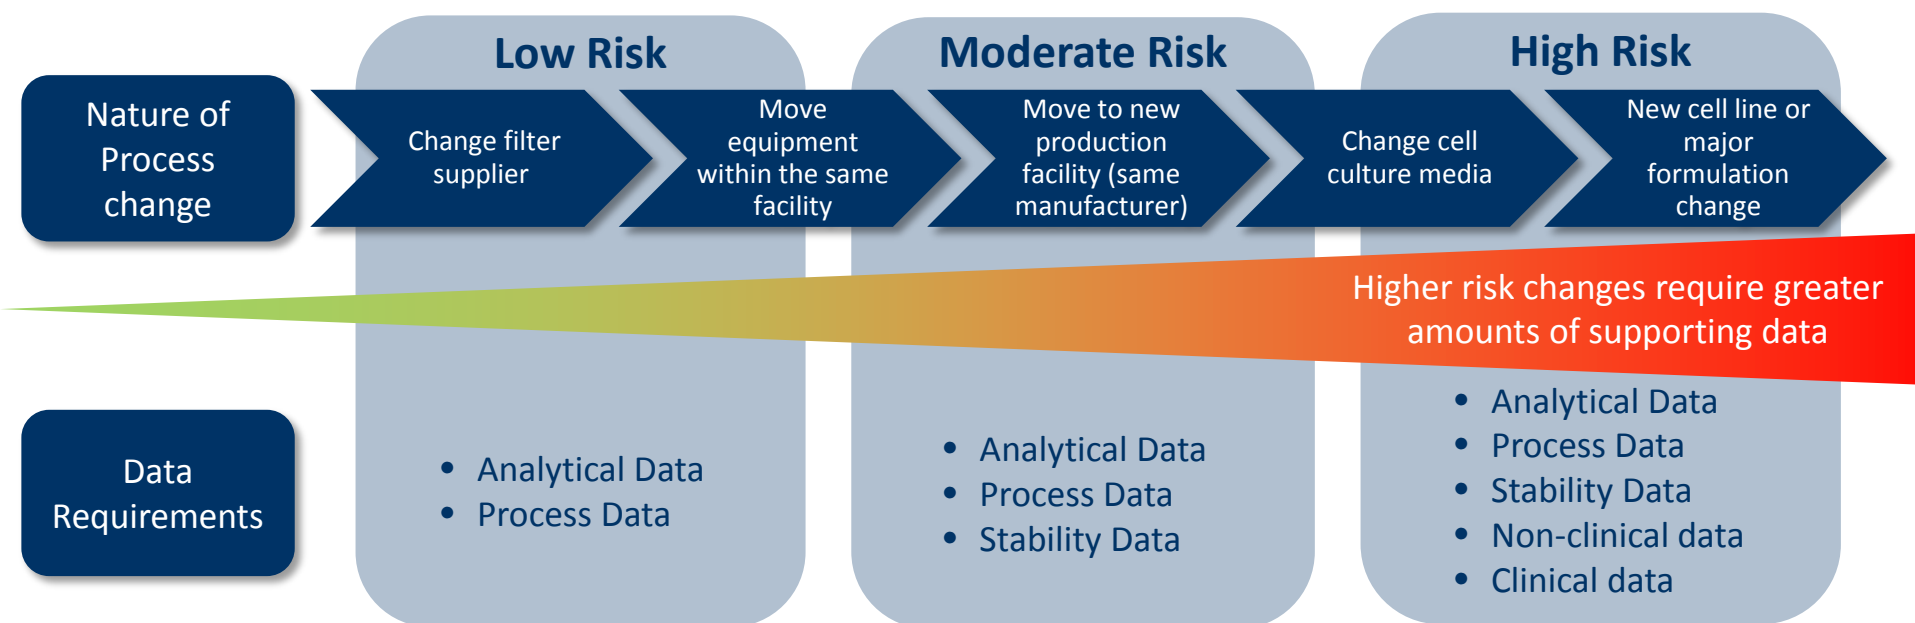 Low Risk
Moderate Risk
High Risk
Nature of
Process
change
Change filter
supplier
Move
equipment
within the same
facility
Move to new
production
facility (same
manufacturer)
Change cell
culture media
New cell line or
major
formulation
change
Higher risk changes require greater
amounts of supporting data
Data
Requirements
• Analytical Data
• Process Data
• Analytical Data
• Process Data
• Stability Data
• Analytical Data
• Process Data
• Stability Data
• Non-clinical data
• Clinical data